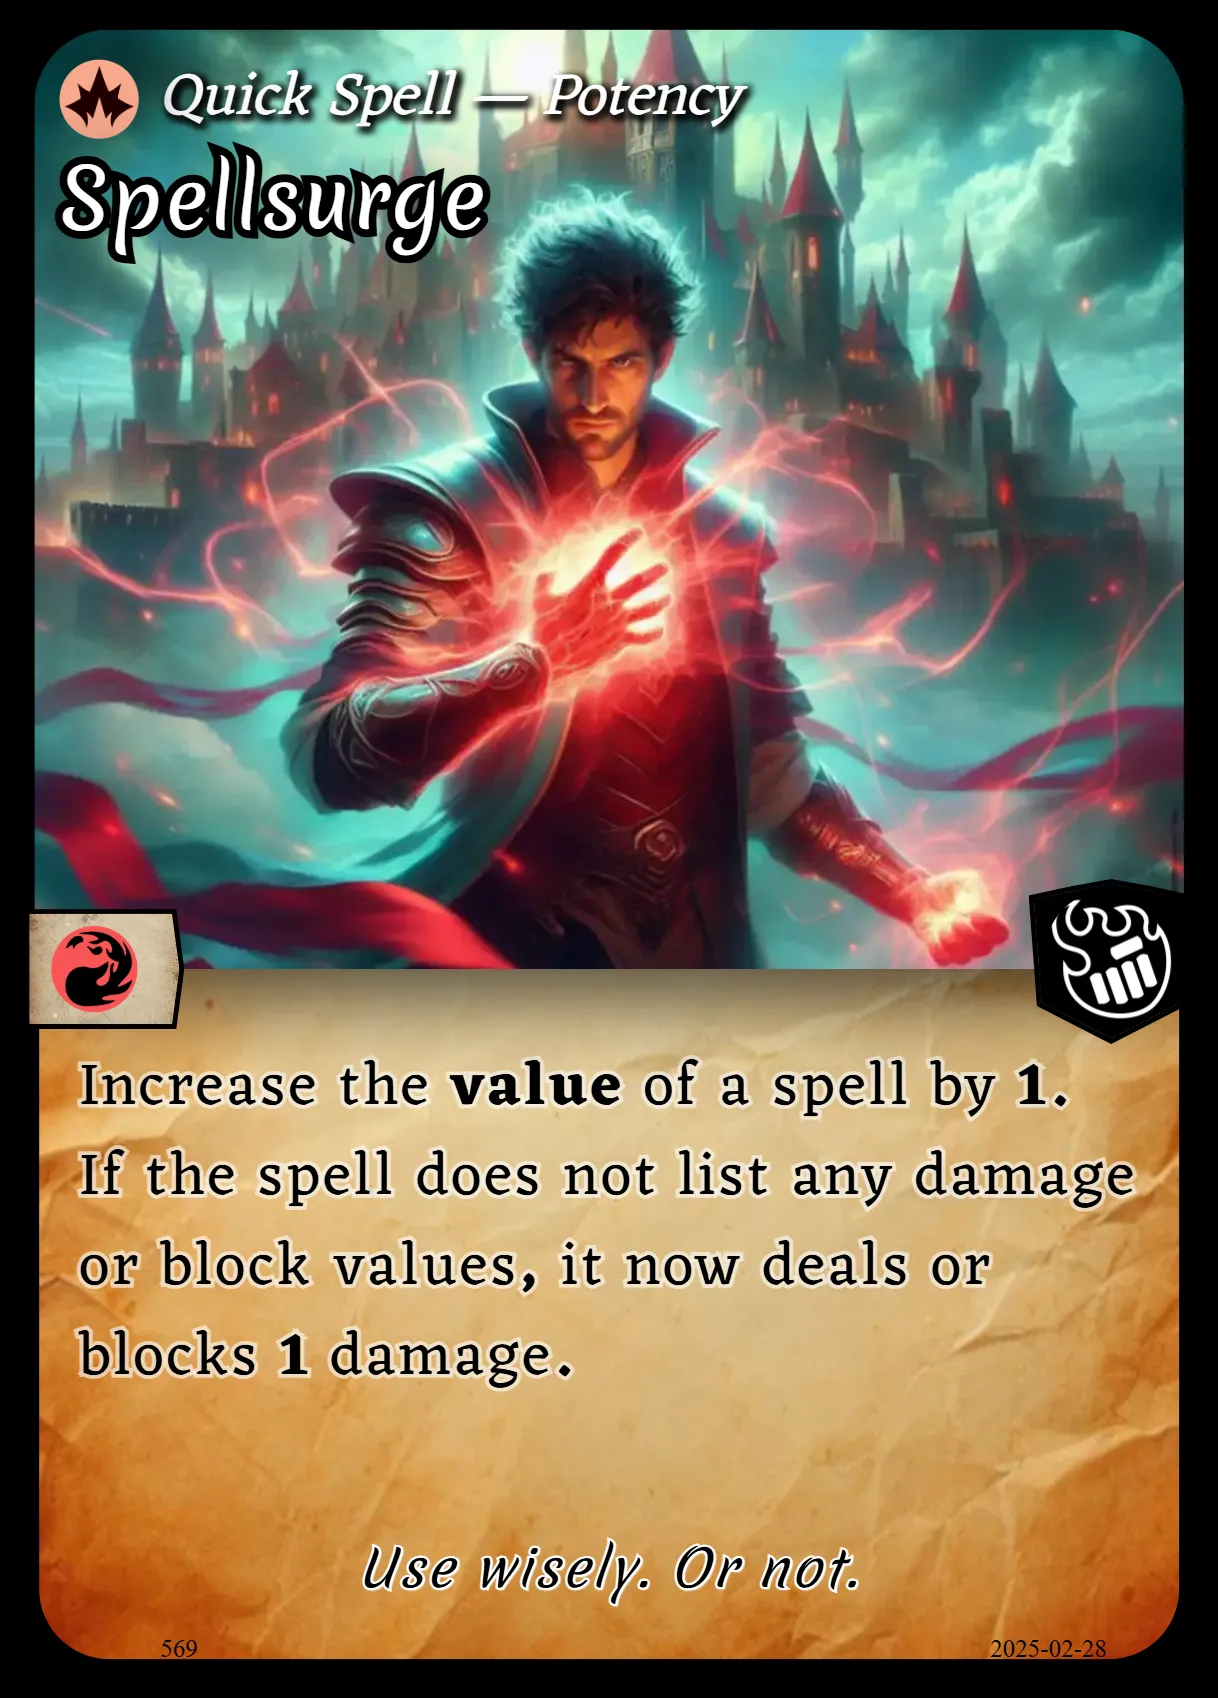 Quick Spell — Potency
Spellsurge
Increase the value of a spell by 1.
If the spell does not list any damage
or block values, it now deals or
blocks 1 damage.
Use wisely. Or not.
569
2025-02-28